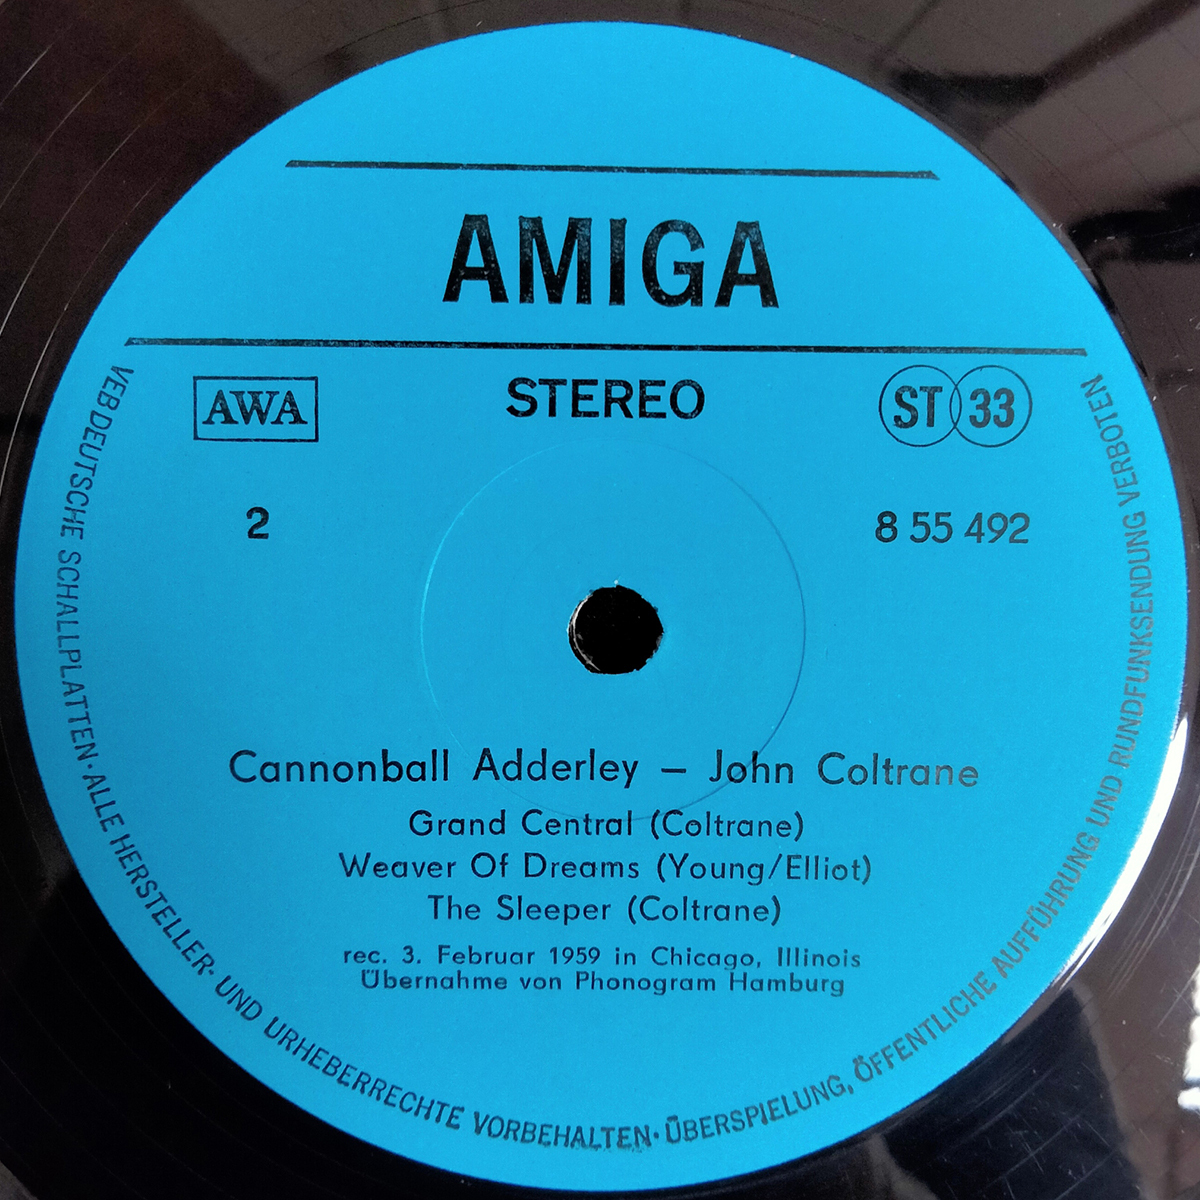 AMIGA
AWA
STEREO
ST 33
2
8 55 492
Cannonball Adderley – John Coltrane
Grand Central (Coltrane)
Weaver Of Dreams (Young/Elliot)
The Sleeper (Coltrane)
rec. 3. Februar 1959 in Chicago, Illinois
Übernahme von Phonogram Hamburg
VEB DEUTSCHE SCHALLPLATTEN · ALLE HERSTELLER- UND URHEBERRECHTE VORBEHALTEN · ÜBERSPIELUNG, ÖFFENTLICHE AUFFÜHRUNG UND RUNDFUNKSENDUNG VERBOTEN